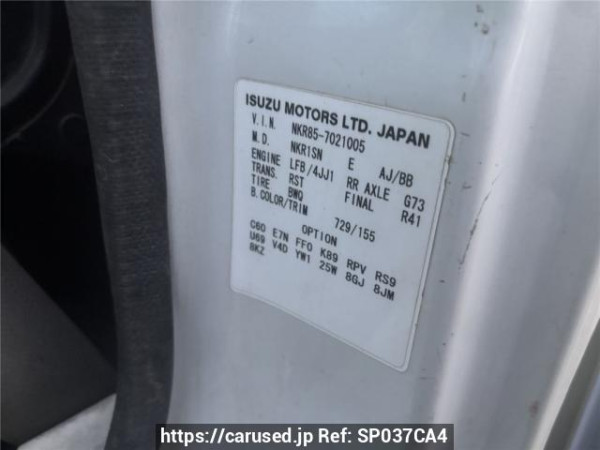 ISUZU MOTORS LTD. JAPAN
V.I.N. NKR85-7021005
M.D. NKR1SN E AJ/BB
ENGINE LFB/4JJ1 RR AXLE G73
TRANS. RST FINAL R41
TIRE BWQ
B.COLOR/TRIM 729/155
OPTION
C60 E7N FF0 K89 RPV RS9
U69 V4D YW1 25W 8GJ 8JM
8KZ
https://carused.jp Ref: SP037CA4